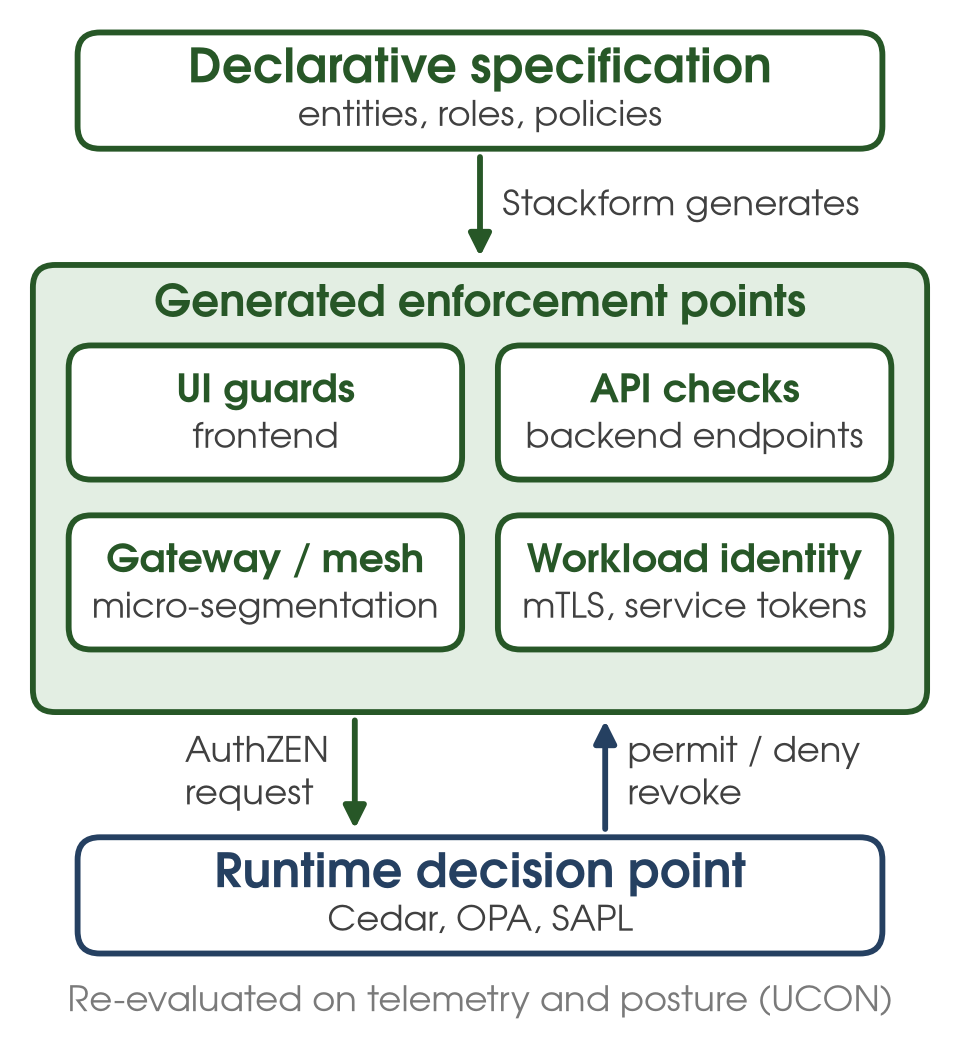 Declarative specification
entities, roles, policies
Stackform generates
Generated enforcement points
UI guards
frontend
API checks
backend endpoints
Gateway / mesh
micro-segmentation
Workload identity
mTLS, service tokens
AuthZEN
request
permit / deny
revoke
Runtime decision point
Cedar, OPA, SAPL
Re-evaluated on telemetry and posture (UCON)